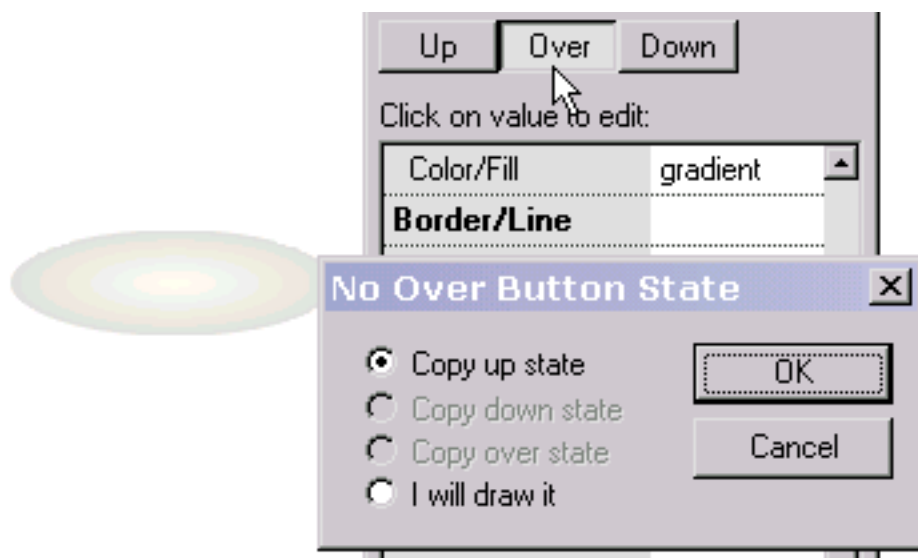 Up Over Down
Click on value to edit:
Color/Fill gradient
Border/Line
No Over Button State
Copy up state OK
Copy down state
Copy over state Cancel
I will draw it